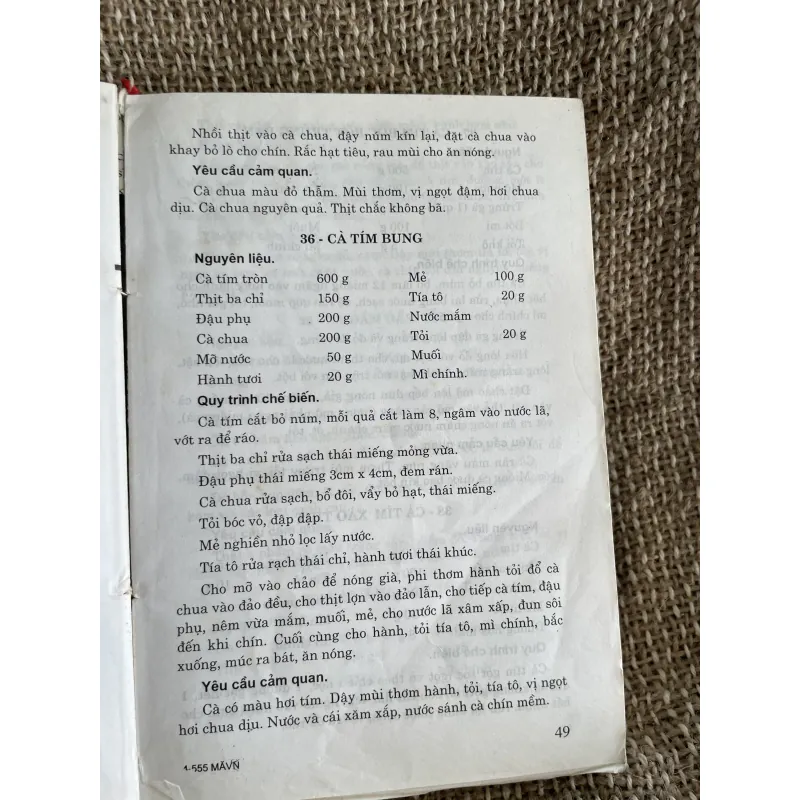 Nhồi thịt vào cà chua, đậy núm kín lại, đặt cà chua vào
khay bỏ lò cho chín. Rắc hạt tiêu, rau mùi cho ăn nóng.
Yêu cầu cảm quan.
Cà chua màu đỏ thẫm. Mùi thơm, vị ngọt đậm, hơi chua
dịu. Cà chua nguyên quả. Thịt chắc không bã.
36 - CÀ TÍM BUNG
Nguyên liệu.
Cà tím tròn 600 g Mẻ 100 g
Thịt ba chỉ 150 g Tía tô 20 g
Đậu phụ 200 g Nước mắm
Cà chua 200 g Tỏi 20 g
Mỡ nước 50 g Muối
Hành tươi 20 g Mì chính.
Quy trình chế biến.
Cà tím cắt bỏ núm, mỗi quả cắt làm 8, ngâm vào nước lã,
vớt ra để ráo.
Thịt ba chỉ rửa sạch thái miếng mỏng vừa.
Đậu phụ thái miếng 3cm x 4cm, đem rán.
Cà chua rửa sạch, bổ đôi, vẩy bỏ hạt, thái miếng.
Tỏi bóc vỏ, đập dập.
Mẻ nghiền nhỏ lọc lấy nước.
Tía tô rửa rạch thái chỉ, hành tươi thái khúc.
Cho mỡ vào chảo để nóng già, phi thơm hành tỏi đổ cà
chua vào đảo đều, cho thịt lợn vào đảo lẫn, cho tiếp cà tím, đậu
phụ, nêm vừa mắm, muối, mẻ, cho nước lã xâm xấp, đun sôi
đến khi chín. Cuối cùng cho hành, tỏi tía tô, mì chính, bắc
xuống, múc ra bát, ăn nóng.
Yêu cầu cảm quan.
Cà có màu hơi tím. Dậy mùi thơm hành, tỏi, tía tô, vị ngọt
hơi chua dịu. Nước và cái xăm xắp, nước sánh cà chín mềm.
49
4-555 MĂVN